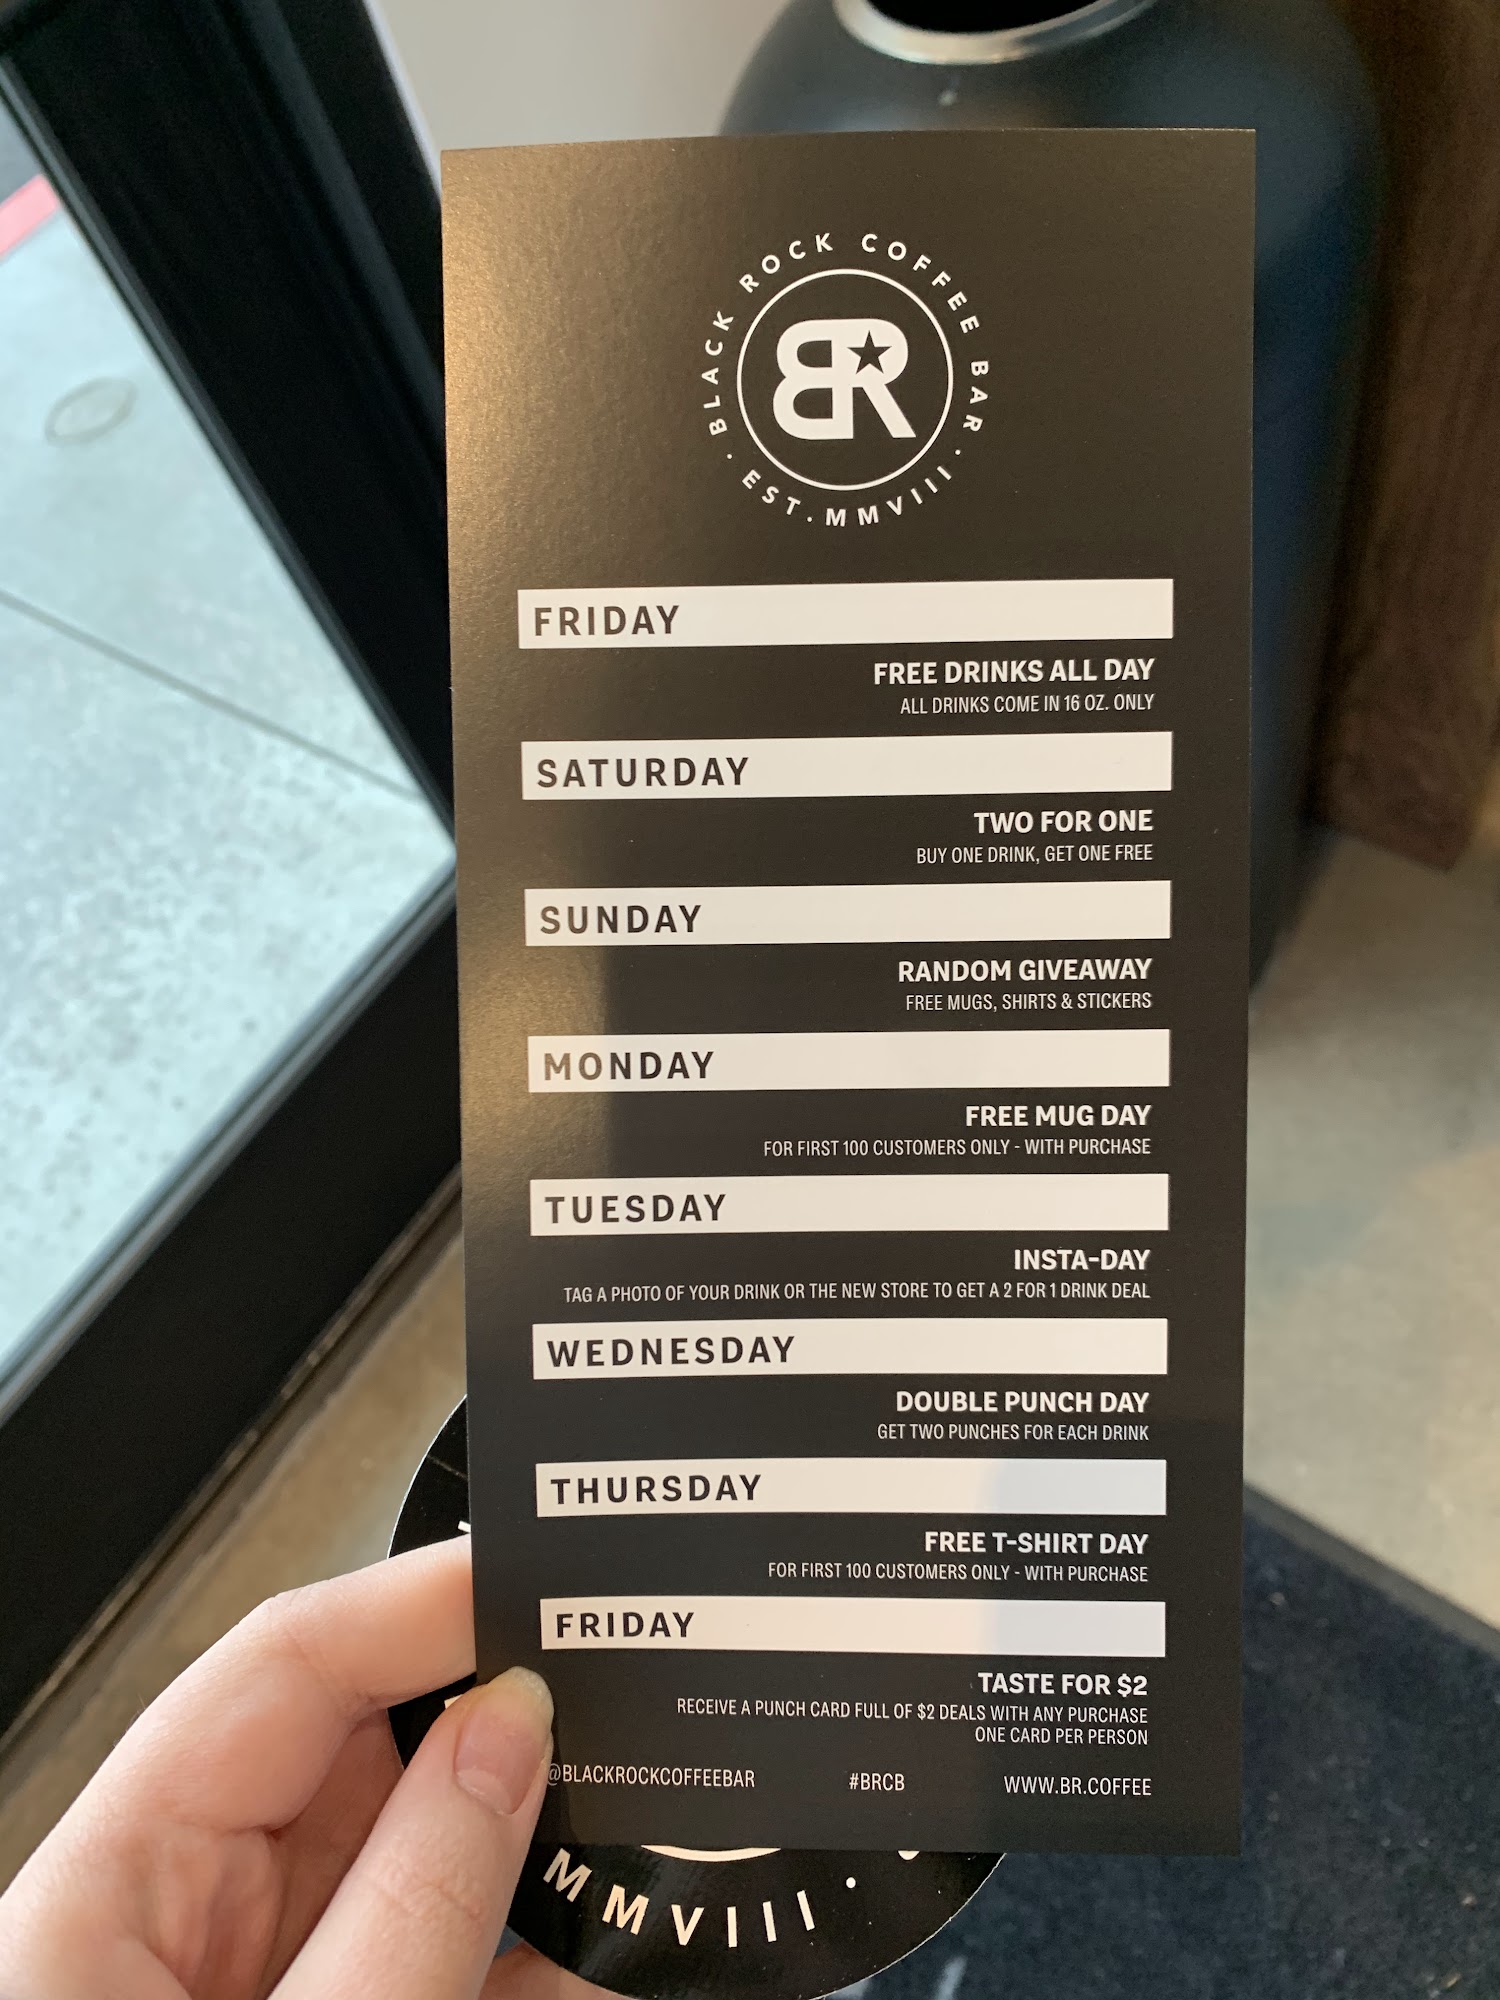 BLACK ROCK COFFEE BAR
· EST. MMVIII ·
BR
FRIDAY
FREE DRINKS ALL DAY
ALL DRINKS COME IN 16 OZ. ONLY
SATURDAY
TWO FOR ONE
BUY ONE DRINK, GET ONE FREE
SUNDAY
RANDOM GIVEAWAY
FREE MUGS, SHIRTS & STICKERS
MONDAY
FREE MUG DAY
FOR FIRST 100 CUSTOMERS ONLY - WITH PURCHASE
TUESDAY
INSTA-DAY
TAG A PHOTO OF YOUR DRINK OR THE NEW STORE TO GET A 2 FOR 1 DRINK DEAL
WEDNESDAY
DOUBLE PUNCH DAY
GET TWO PUNCHES FOR EACH DRINK
THURSDAY
FREE T-SHIRT DAY
FOR FIRST 100 CUSTOMERS ONLY - WITH PURCHASE
FRIDAY
TASTE FOR $2
RECEIVE A PUNCH CARD FULL OF $2 DEALS WITH ANY PURCHASE
ONE CARD PER PERSON
@BLACKROCKCOFFEEBAR #BRCB WWW.BR.COFFEE
MMVIII ·